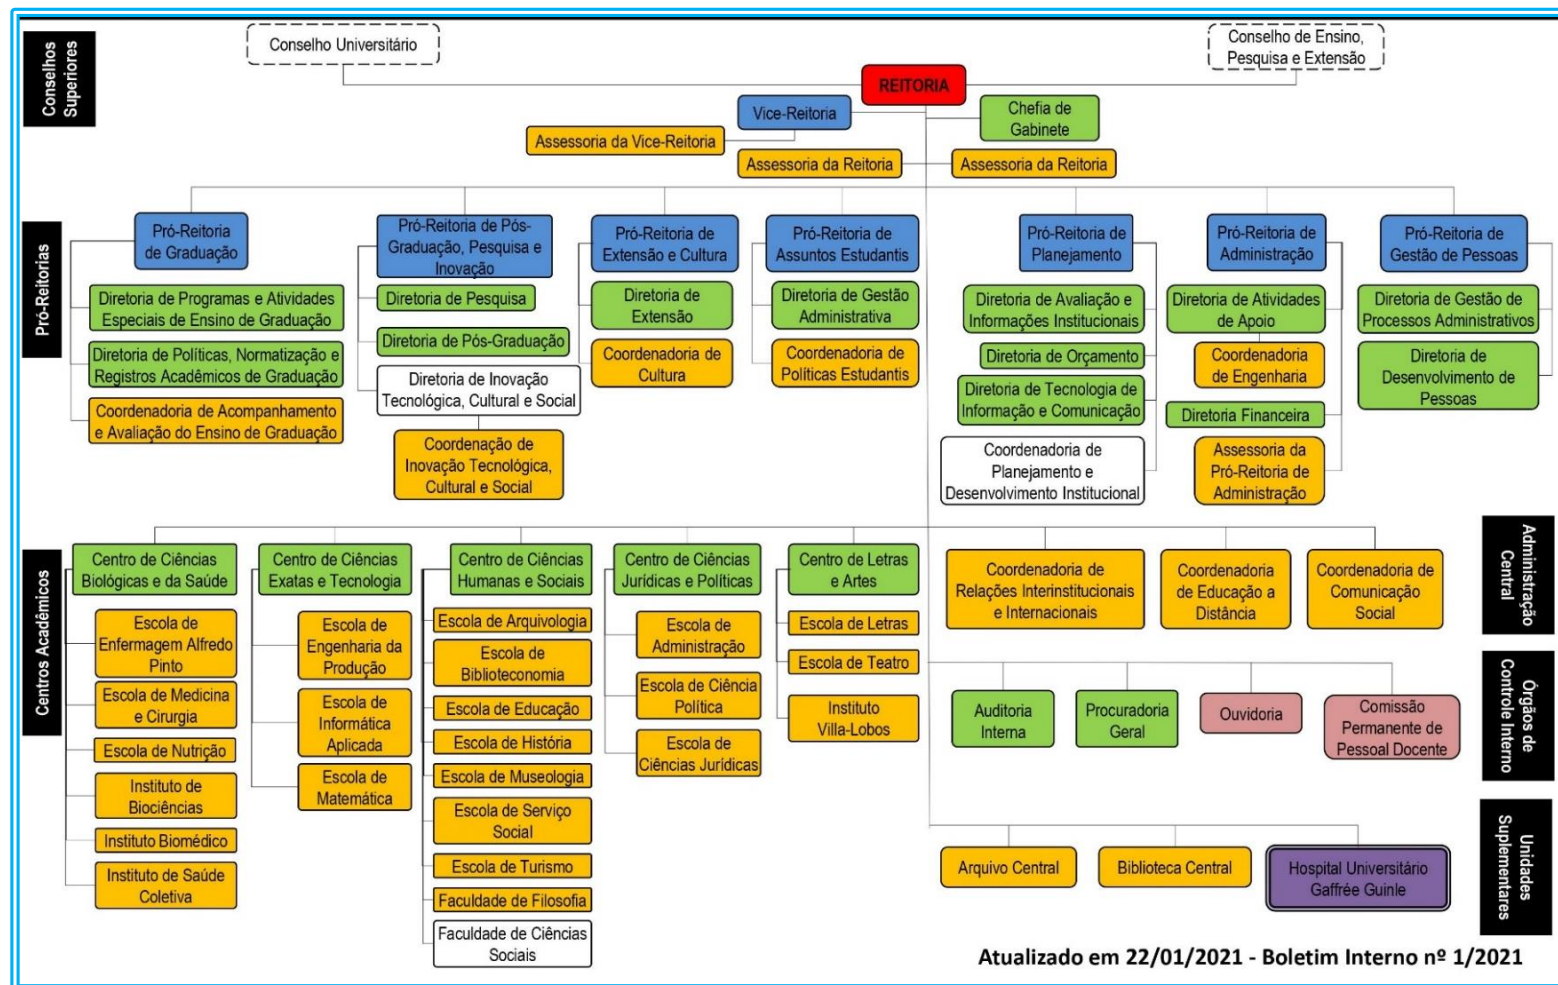 Conselhos
Superiores
Conselho Universitário
Conselho de Ensino,
Pesquisa e Extensão
REITORIA
Vice-Reitoria
Chefia de
Gabinete
Assessoria da Vice-Reitoria
Assessoria da Reitoria
Assessoria da Reitoria
Pró-Reitorias
Pró-Reitoria
de Graduação
Diretoria de Programas e Atividades
Especiais de Ensino de Graduação
Diretoria de Políticas, Normatização e
Registros Acadêmicos de Graduação
Coordenadoria de Acompanhamento
e Avaliação do Ensino de Graduação
Pró-Reitoria de Pós-
Graduação, Pesquisa e
Inovação
Diretoria de Pesquisa
Diretoria de Pós-Graduação
Diretoria de Inovação
Tecnológica, Cultural e Social
Coordenação de
Inovação Tecnológica,
Cultural e Social
Pró-Reitoria de
Extensão e Cultura
Diretoria de
Extensão
Coordenadoria de
Cultura
Pró-Reitoria de
Assuntos Estudantis
Diretoria de Gestão
Administrativa
Coordenadoria de
Políticas Estudantis
Pró-Reitoria de
Planejamento
Diretoria de Avaliação e
Informações Institucionais
Diretoria de Orçamento
Diretoria de Tecnologia de
Informação e Comunicação
Coordenadoria de
Planejamento e
Desenvolvimento Institucional
Pró-Reitoria de
Administração
Diretoria de Atividades
de Apoio
Coordenadoria
de Engenharia
Diretoria Financeira
Assessoria da
Pró-Reitoria de
Administração
Pró-Reitoria de
Gestão de Pessoas
Diretoria de Gestão de
Processos Administrativos
Diretoria de
Desenvolvimento de
Pessoas
Centros Acadêmicos
Centro de Ciências
Biológicas e da Saúde
Escola de
Enfermagem Alfredo
Pinto
Escola de Medicina
e Cirurgia
Escola de Nutrição
Instituto de
Biociências
Instituto Biomédico
Instituto de Saúde
Coletiva
Centro de Ciências
Exatas e Tecnologia
Escola de
Engenharia da
Produção
Escola de
Informática
Aplicada
Escola de
Matemática
Centro de Ciências
Humanas e Sociais
Escola de Arquivologia
Escola de
Biblioteconomia
Escola de Educação
Escola de História
Escola de Museologia
Escola de Serviço
Social
Escola de Turismo
Faculdade de Filosofia
Faculdade de Ciências
Sociais
Centro de Ciências
Jurídicas e Políticas
Escola de
Administração
Escola de Ciência
Política
Escola de
Ciências Jurídicas
Centro de Letras
e Artes
Escola de Letras
Escola de Teatro
Instituto
Villa-Lobos
Coordenadoria de
Relações Interinstitucionais
e Internacionais
Coordenadoria
de Educação a
Distância
Coordenadoria de
Comunicação
Social
Administração
Central
Auditoria
Interna
Procuradoria
Geral
Ouvidoria
Comissão
Permanente de
Pessoal Docente
Órgãos de
Controle Interno
Arquivo Central
Biblioteca Central
Hospital Universitário
Gaffrée Guinle
Unidades
Suplementares
Atualizado em 22/01/2021 - Boletim Interno nº 1/2021